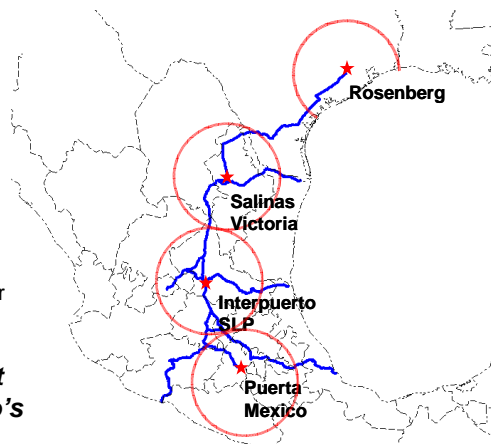 Rosenberg
Salinas
Victoria
r
Interpuerto
SLP
t
o's
Puerta
Mexico